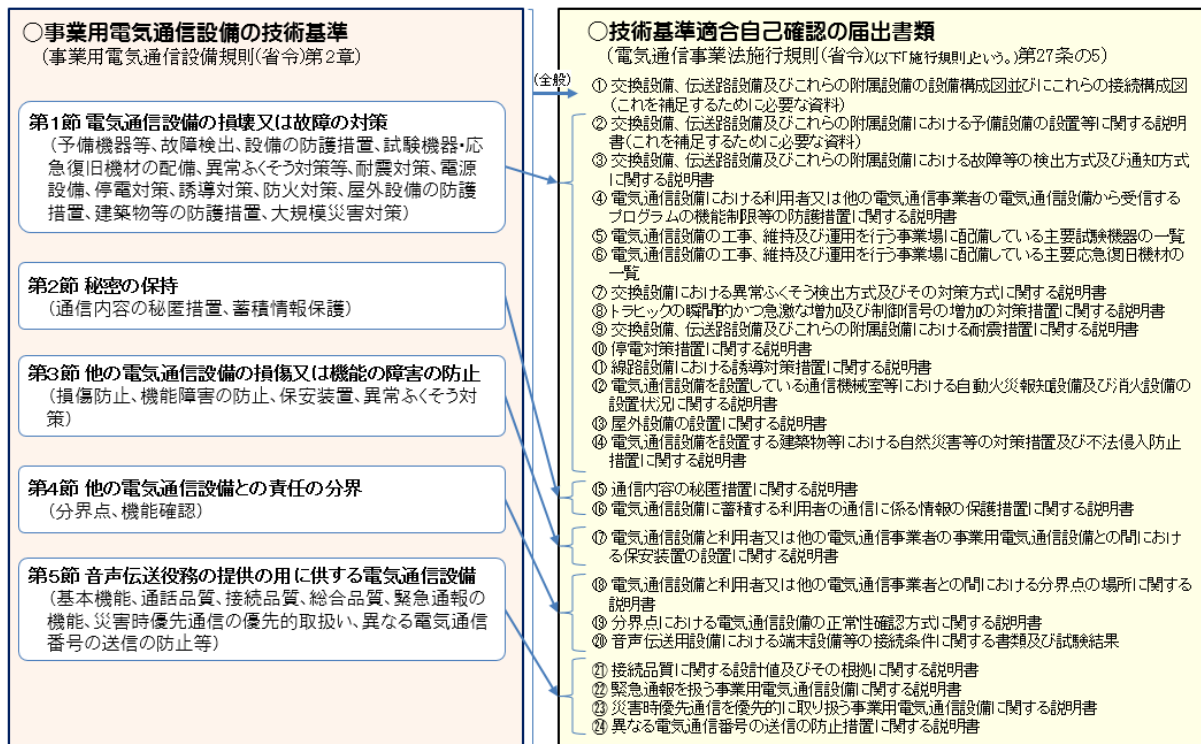 ○事業用電気通信設備の技術基準
(事業用電気通信設備規則(省令)第2章)
第1節 電気通信設備の損壊又は故障の対策
(予備機器等、故障検出、設備の防護措置、試験機器・応
急復旧機材の配備、異常ふくそう対策等、耐震対策、電源
設備、停電対策、誘導対策、防火対策、屋外設備の防護
措置、建築物等の防護措置、大規模災害対策)
第2節 秘密の保持
(通信内容の秘匿措置、蓄積情報保護)
第3節 他の電気通信設備の損傷又は機能の障害の防止
(損傷防止、機能障害の防止、保安装置、異常ふくそう対
策)
第4節 他の電気通信設備との責任の分界
(分界点、機能確認)
第5節 音声伝送役務の提供の用に供する電気通信設備
(基本機能、通話品質、接続品質、総合品質、緊急通報の
機能、災害時優先通信の優先的取扱い、異なる電気通信
番号の送信の防止等)
(全般)
○技術基準適合自己確認の届出書類
(電気通信事業法施行規則(省令)(以下「施行規則」という。)第27条の5)
① 交換設備、伝送路設備及びこれらの附属設備の設備構成図並びにこれらの接続構成図
(これを補足するために必要な資料)
② 交換設備、伝送路設備及びこれらの附属設備における予備設備の設置等に関する説明
書(これを補足するために必要な資料)
③ 交換設備、伝送路設備及びこれらの附属設備における故障等の検出方式及び通知方式
に関する説明書
④ 電気通信設備における利用者又は他の電気通信事業者の電気通信設備から受信する
プログラムの機能制限等の防護措置に関する説明書
⑤ 電気通信設備の工事、維持及び運用を行う事業場に配備している主要試験機器の一覧
⑥ 電気通信設備の工事、維持及び運用を行う事業場に配備している主要応急復旧機材の
一覧
⑦ 交換設備における異常ふくそう検出方式及びその対策方式に関する説明書
⑧ トラヒックの瞬間的かつ急激な増加及び制御信号の増加の対策措置に関する説明書
⑨ 交換設備、伝送路設備及びこれらの附属設備における耐震措置に関する説明書
⑩ 停電対策措置に関する説明書
⑪ 線路設備における誘導対策措置に関する説明書
⑫ 電気通信設備を設置している通信機械室等における自動火災報知設備及び消火設備の
設置状況に関する説明書
⑬ 屋外設備の設置に関する説明書
⑭ 電気通信設備を設置する建築物等における自然災害等の対策措置及び不法侵入防止
措置に関する説明書
⑮ 通信内容の秘匿措置に関する説明書
⑯ 電気通信設備に蓄積する利用者の通信に係る情報の保護措置に関する説明書
⑰ 電気通信設備と利用者又は他の電気通信事業者の事業用電気通信設備との間におけ
る保安装置の設置に関する説明書
⑱ 電気通信設備と利用者又は他の電気通信事業者との間における分界点の場所に関する
説明書
⑲ 分界点における電気通信設備の正常性確認方式に関する説明書
⑳ 音声伝送用設備における端末設備等の接続条件に関する書類及び試験結果
㉑ 接続品質に関する設計値及びその根拠に関する説明書
㉒ 緊急通報を扱う事業用電気通信設備に関する説明書
㉓ 災害時優先通信を優先的に取り扱う事業用電気通信設備に関する説明書
㉔ 異なる電気通信番号の送信の防止措置に関する説明書